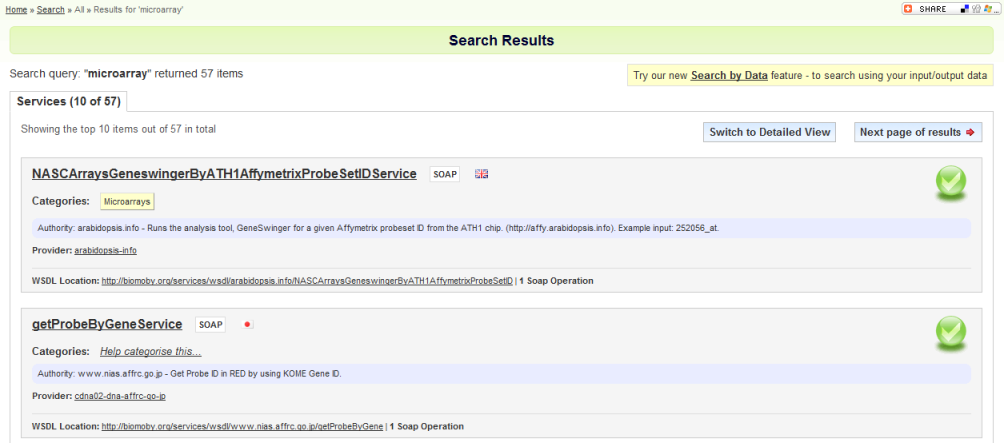 Home » Search » All » Results for 'microarray'
SHARE
Search Results
Search query: "microarray" returned 57 items
Try our new Search by Data feature - to search using your input/output data
Services (10 of 57)
Showing the top 10 items out of 57 in total
Switch to Detailed View
Next page of results
NASCArraysGeneswingerByATH1AffymetrixProbeSetIDService SOAP
Categories: Microarrays
Authority: arabidopsis.info - Runs the analysis tool, GeneSwinger for a given Affymetrix probeset ID from the ATH1 chip. (http://affy.arabidopsis.info). Example input: 252056_at.
Provider: arabidopsis-info
WSDL Location: http://biomoby.org/services/wsdl/arabidopsis.info/NASCArraysGeneswingerByATH1AffymetrixProbeSetID | 1 Soap Operation
getProbeByGeneService SOAP
Categories: Help categorise this...
Authority: www.nias.affrc.go.jp - Get Probe ID in RED by using KOME Gene ID.
Provider: cdna02-dna-affrc-go-jp
WSDL Location: http://biomoby.org/services/wsdl/www.nias.affrc.go.jp/getProbeByGene | 1 Soap Operation